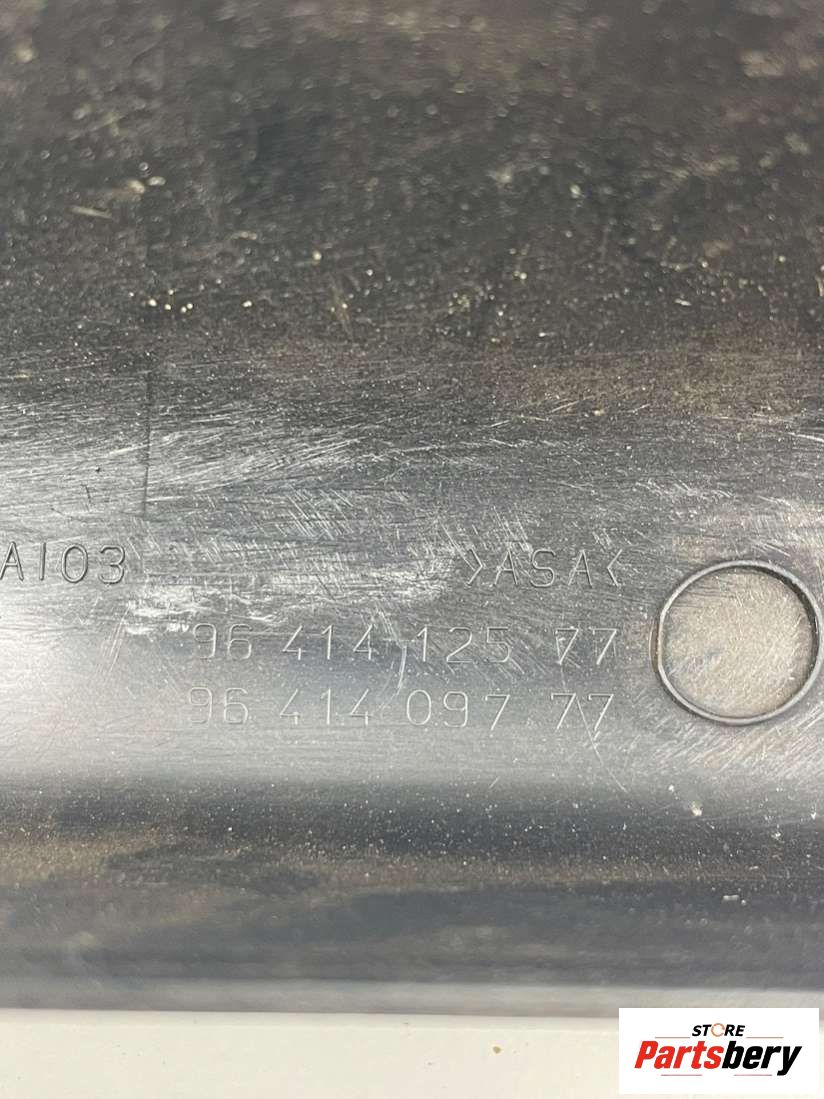 AI03 >ASA<
96 414 125 77
96 414 097 77
STORE
Partsbery